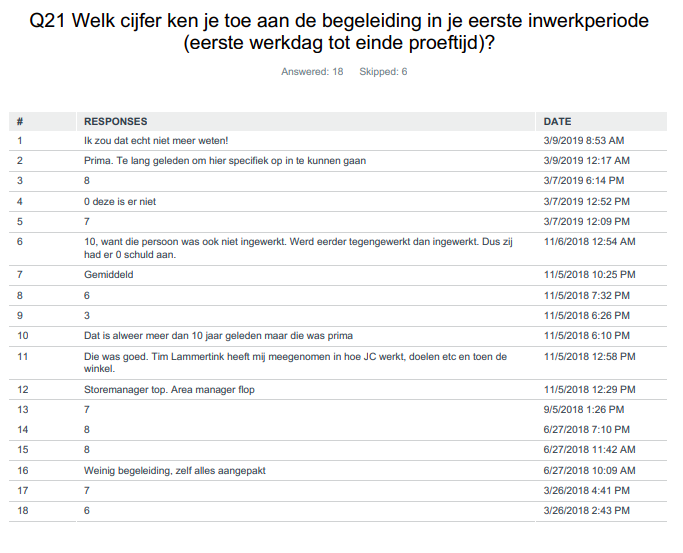 Q21 Welk cijfer ken je toe aan de begeleiding in je eerste inwerkperiode
(eerste werkdag tot einde proeftijd)?
Answered: 18 Skipped: 6
# RESPONSES DATE
1 Ik zou dat echt niet meer weten! 3/9/2019 8:53 AM
2 Prima. Te lang geleden om hier specifiek op in te kunnen gaan 3/9/2019 12:17 AM
3 8 3/7/2019 6:14 PM
4 0 deze is er niet 3/7/2019 12:52 PM
5 7 3/7/2019 12:09 PM
6 10, want die persoon was ook niet ingewerkt. Werd eerder tegengewerkt dan ingewerkt. Dus zij 11/6/2018 12:54 AM
had er 0 schuld aan.
7 Gemiddeld 11/5/2018 10:25 PM
8 6 11/5/2018 7:32 PM
9 3 11/5/2018 6:26 PM
10 Dat is alweer meer dan 10 jaar geleden maar die was prima 11/5/2018 6:10 PM
11 Die was goed. Tim Lammertink heeft mij meegenomen in hoe JC werkt, doelen etc en toen de 11/5/2018 12:58 PM
winkel.
12 Storemanager top. Area manager flop 11/5/2018 12:29 PM
13 7 9/5/2018 1:26 PM
14 8 6/27/2018 7:10 PM
15 8 6/27/2018 11:42 AM
16 Weinig begeleiding, zelf alles aangepakt 6/27/2018 10:09 AM
17 7 3/26/2018 4:41 PM
18 6 3/26/2018 2:43 PM